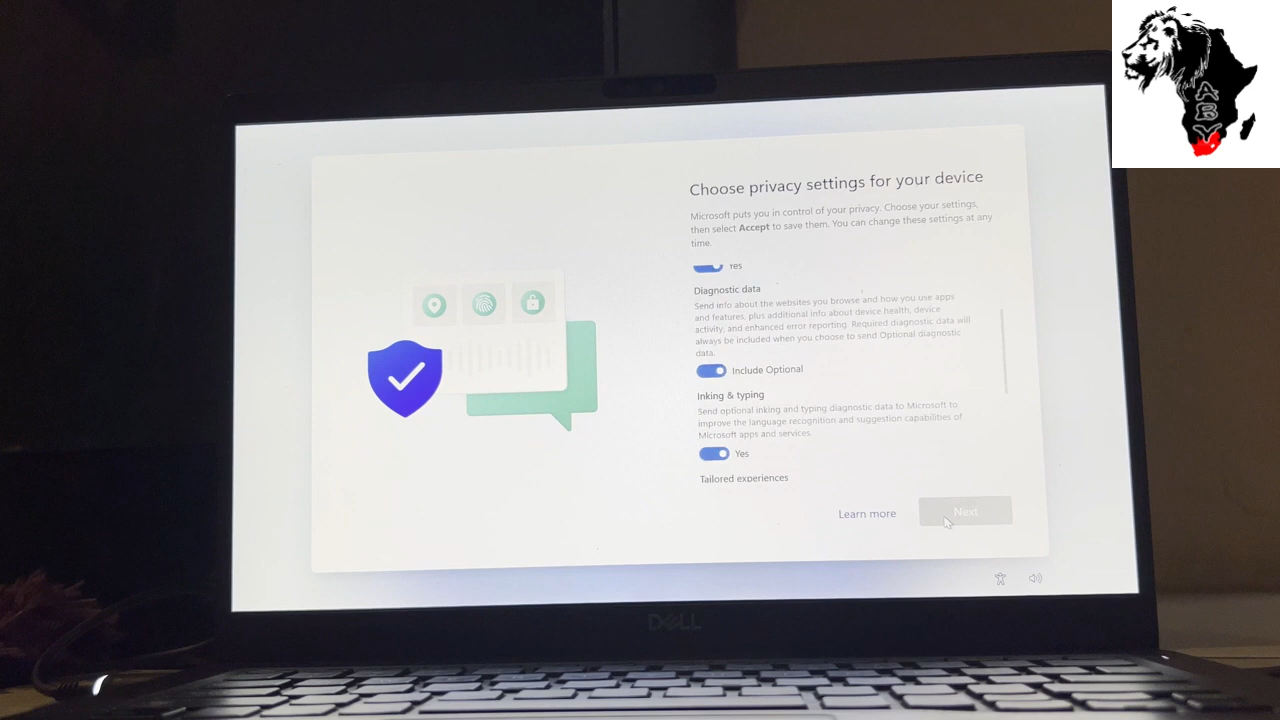 Choose privacy settings for your device
Microsoft puts you in control of your privacy. Choose your settings,
then select Accept to save them. You can change these settings at any
time.
Yes
Diagnostic data
Send info about the websites you browse and how you use apps
and features, plus additional info about device health, device
activity, and enhanced error reporting. Required diagnostic data will
always be included when you choose to send Optional diagnostic
data.
Include Optional
Inking & typing
Send optional inking and typing diagnostic data to Microsoft to
improve the language recognition and suggestion capabilities of
Microsoft apps and services.
Yes
Tailored experiences
Learn more
Next
DELL
ABY